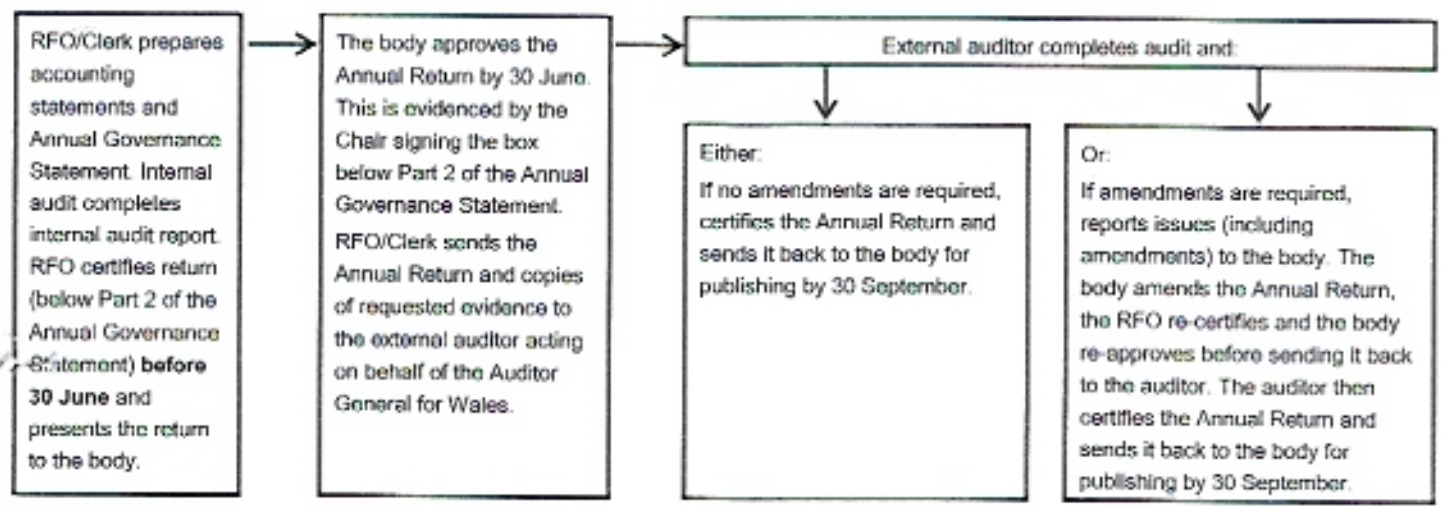 RFO/Clerk prepares
accounting
statements and
Annual Governance
Statement. Internal
audit completes
internal audit report.
RFO certifies return
(below Part 2 of the
Annual Governance
Statement) before
30 June and
presents the return
to the body.
The body approves the
Annual Return by 30 June.
This is evidenced by the
Chair signing the box
below Part 2 of the Annual
Governance Statement.
RFO/Clerk sends the
Annual Return and copies
of requested evidence to
the external auditor acting
on behalf of the Auditor
General for Wales.
External auditor completes audit and:
Either:
If no amendments are required,
certifies the Annual Return and
sends it back to the body for
publishing by 30 September.
Or:
If amendments are required,
reports issues (including
amendments) to the body. The
body amends the Annual Return,
the RFO re-certifies and the body
re-approves before sending it back
to the auditor. The auditor then
certifies the Annual Return and
sends it back to the body for
publishing by 30 September.